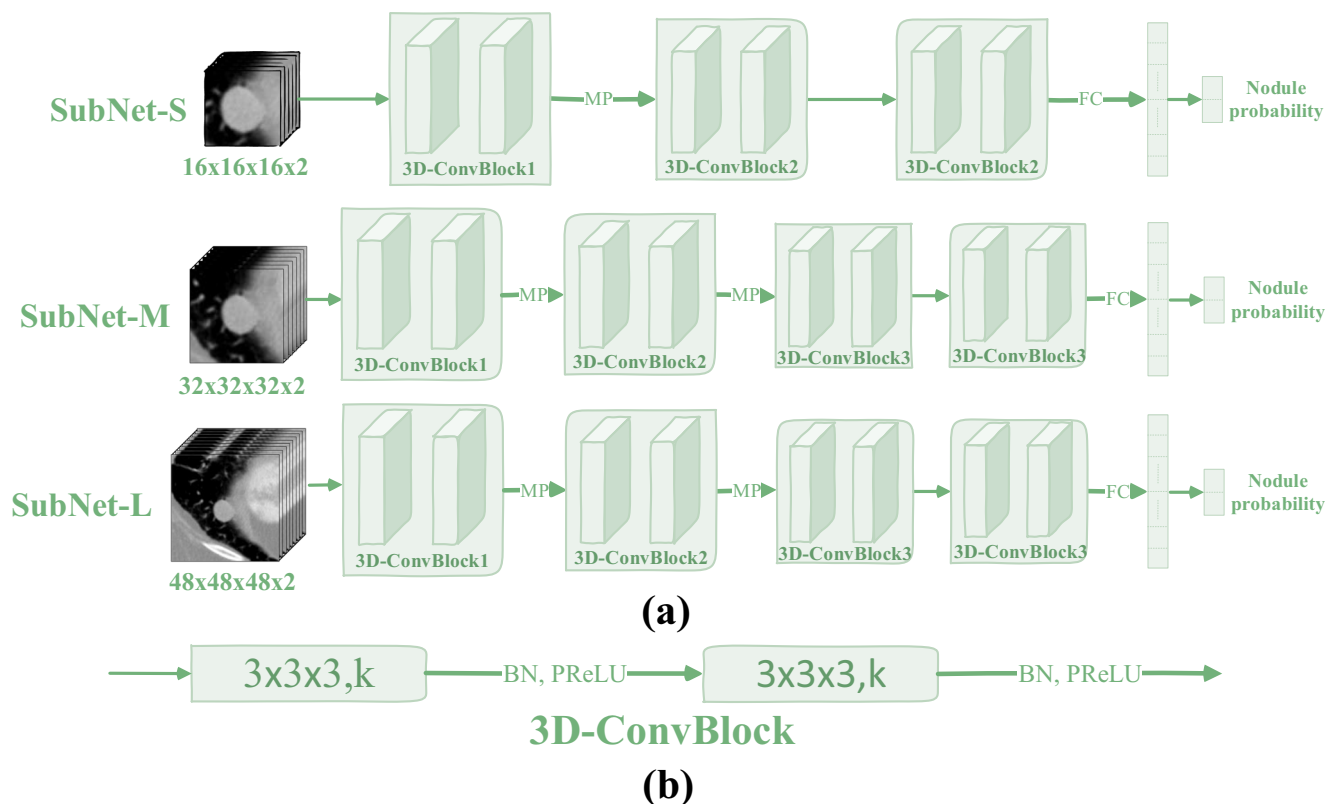 SubNet-S
16x16x16x2
3D-ConvBlock1
MP
3D-ConvBlock2
3D-ConvBlock2
FC
Nodule
probability
SubNet-M
32x32x32x2
3D-ConvBlock1
MP
3D-ConvBlock2
MP
3D-ConvBlock3
3D-ConvBlock3
FC
Nodule
probability
SubNet-L
48x48x48x2
3D-ConvBlock1
MP
3D-ConvBlock2
MP
3D-ConvBlock3
3D-ConvBlock3
FC
Nodule
probability
(a)
3x3x3,k
BN, PReLU
3x3x3,k
BN, PReLU
3D-ConvBlock
(b)